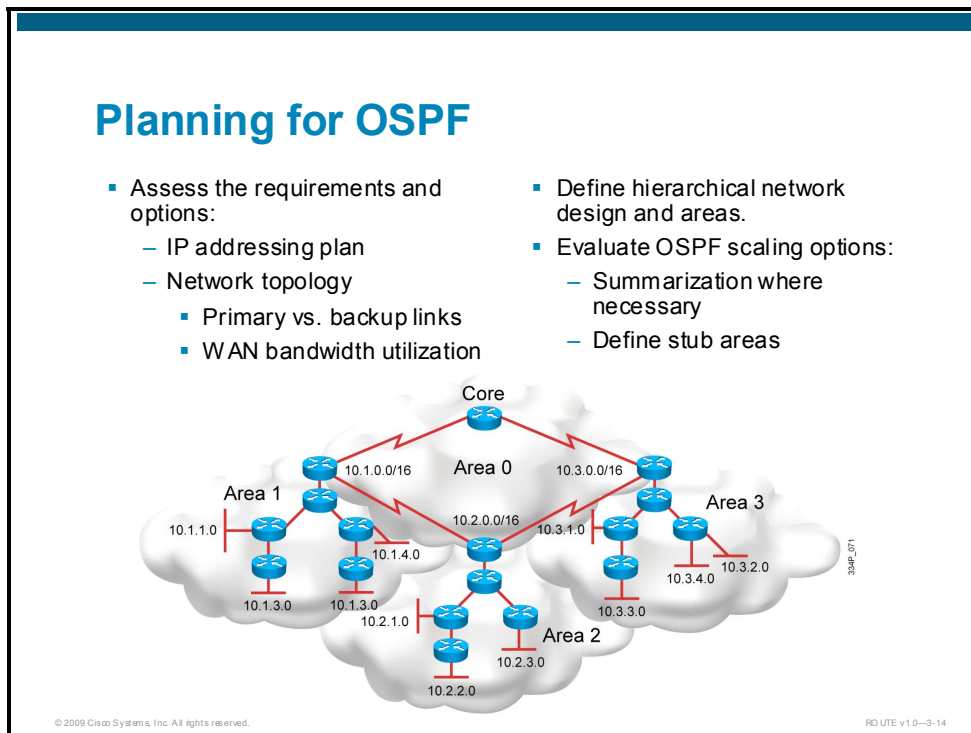 Planning for OSPF
▪ Assess the requirements and
options:
– IP addressing plan
– Network topology
▪ Primary vs. backup links
▪ WAN bandwidth utilization
▪ Define hierarchical network
design and areas.
▪ Evaluate OSPF scaling options:
– Summarization where
necessary
– Define stub areas
Core
10.1.0.0/16
Area 0
10.3.0.0/16
Area 1
Area 3
10.2.0.0/16
10.1.1.0
10.1.4.0
10.3.1.0
10.3.2.0
10.3.4.0
10.1.3.0
10.1.3.0
10.3.3.0
10.2.1.0
Area 2
10.2.3.0
10.2.2.0
334P_071
© 2009 Cisco Systems, Inc. All rights reserved.
ROUTE v1.0—3-14